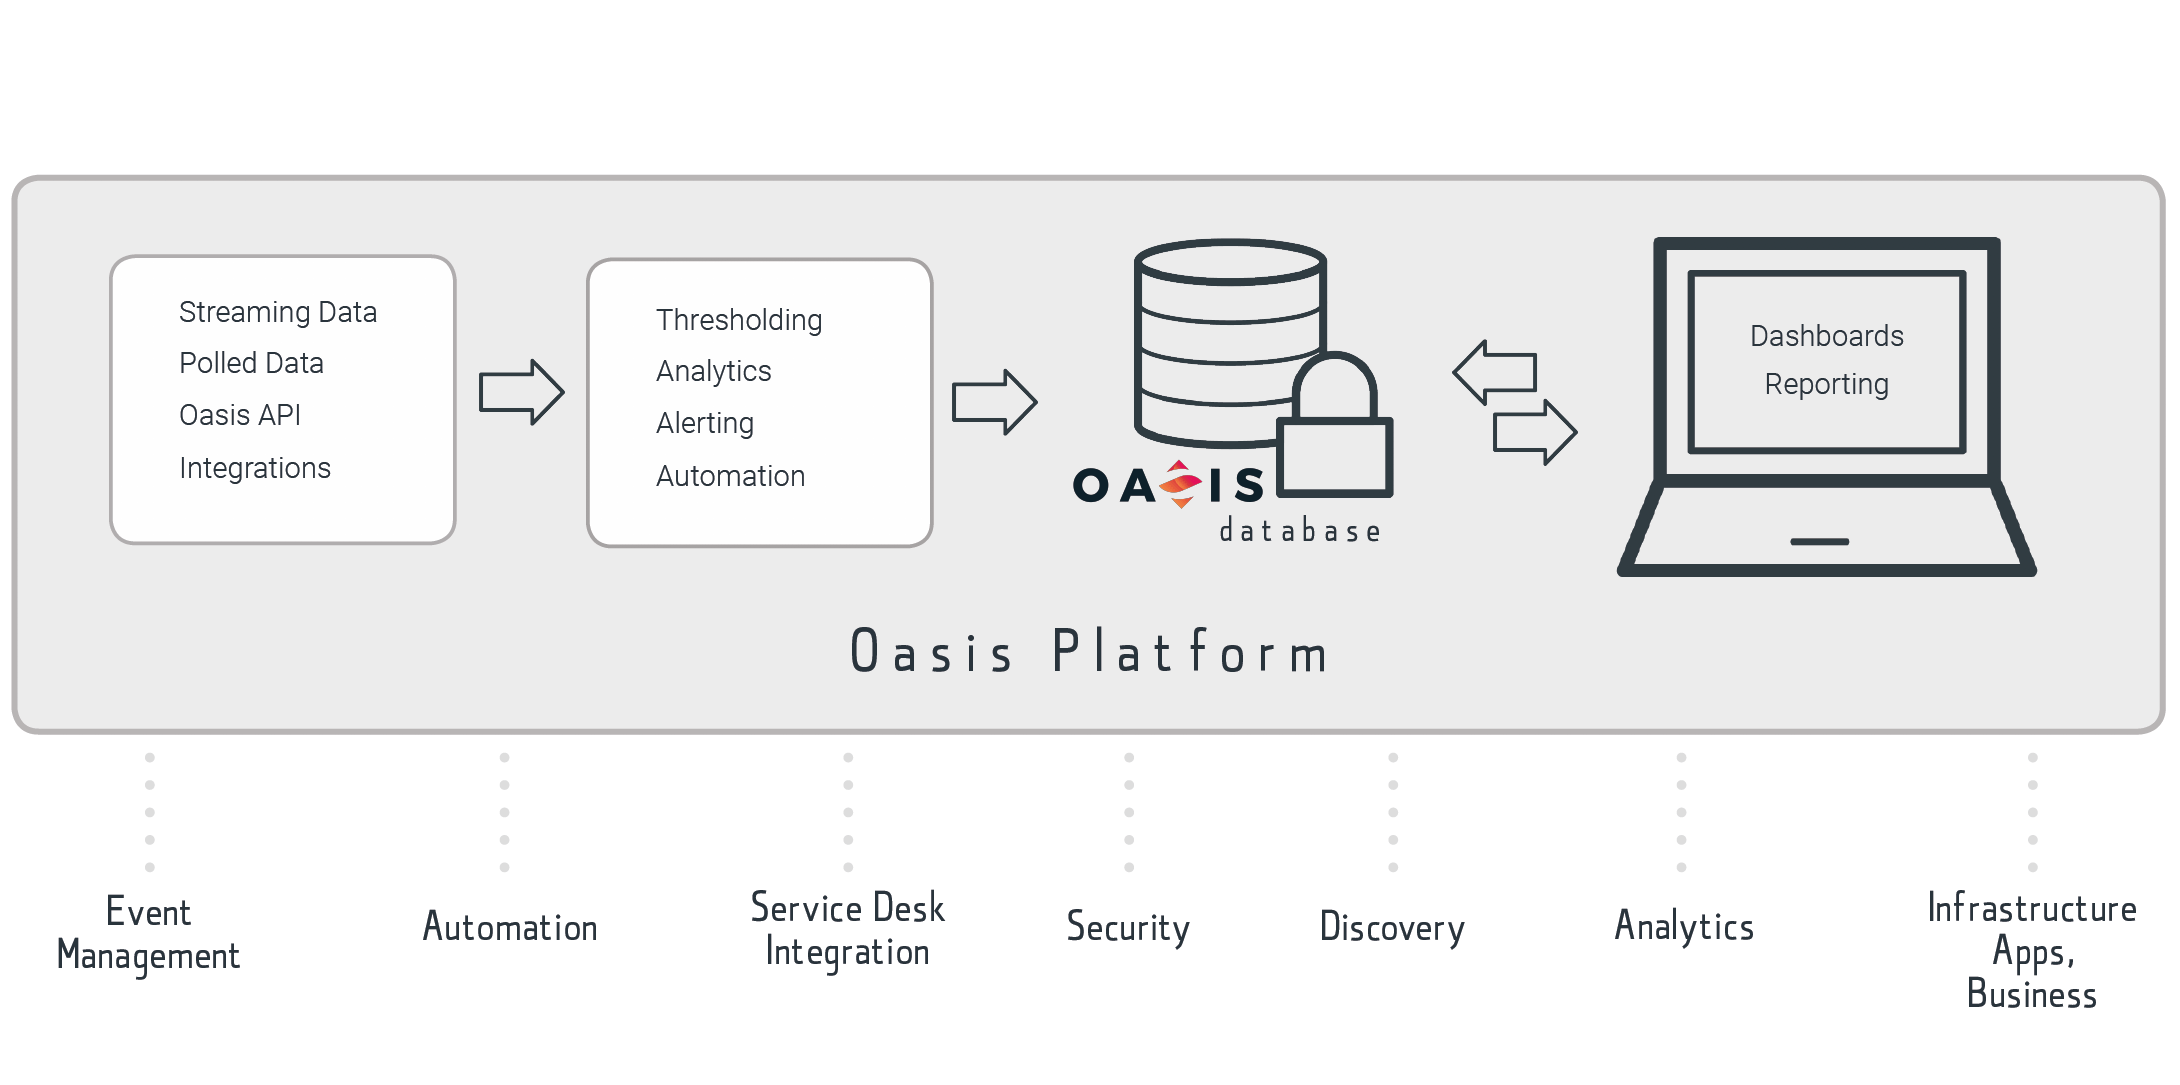 Streaming Data
Polled Data
Oasis API
Integrations
Thresholding
Analytics
Alerting
Automation
OASIS
database
Dashboards
Reporting
Oasis Platform
Event
Management
Automation
Service Desk
Integration
Security
Discovery
Analytics
Infrastructure
Apps,
Business